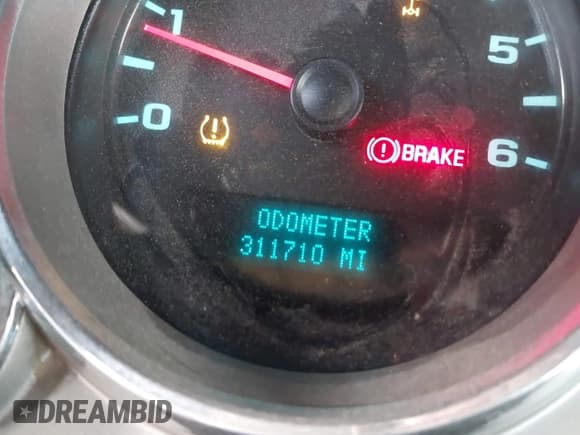 1
5
0
(!) BRAKE
6
ODOMETER
311710 MI
DREAMBID